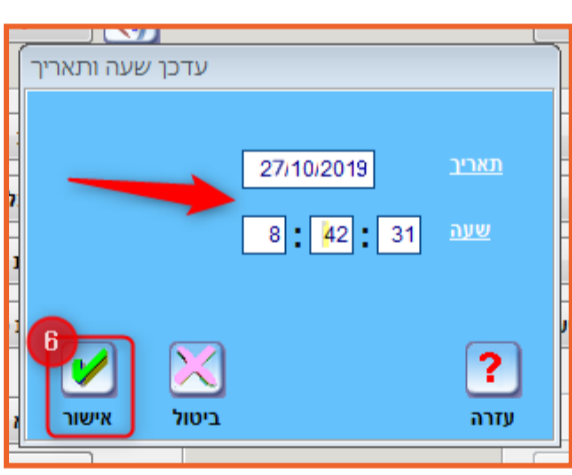 עדכן שעה ותאריך
תאריך 27/10/2019
שעה 8 : 42 : 31
6
אישור ביטול ? עזרה